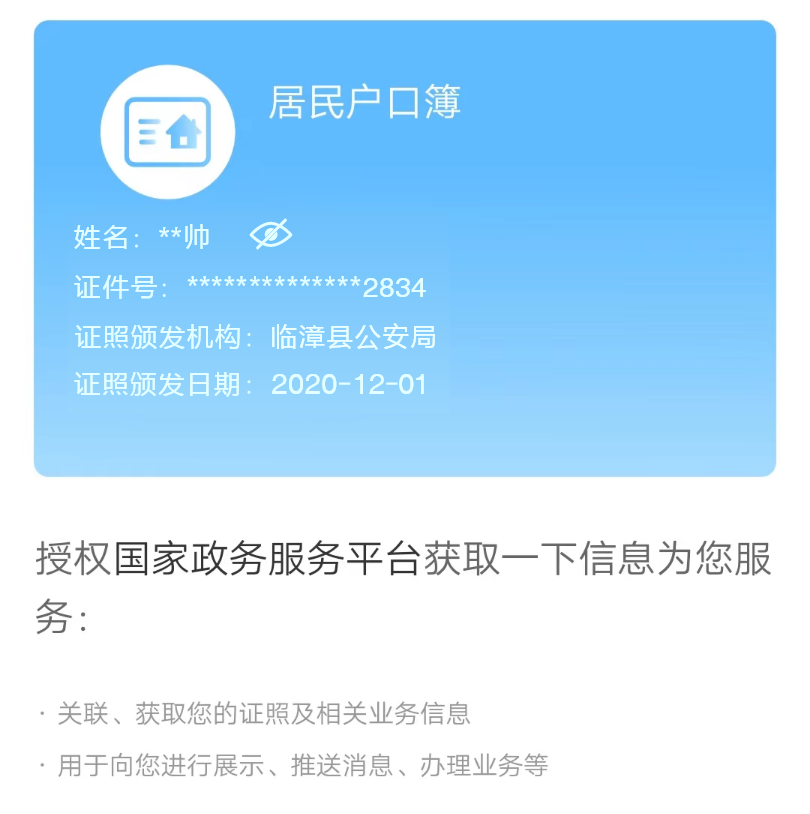 居民户口簿
姓名：**帅
证件号：**************2834
证照颁发机构：临漳县公安局
证照颁发日期：2020-12-01
授权国家政务服务平台获取一下信息为您服
务：
· 关联、获取您的证照及相关业务信息
· 用于向您进行展示、推送消息、办理业务等